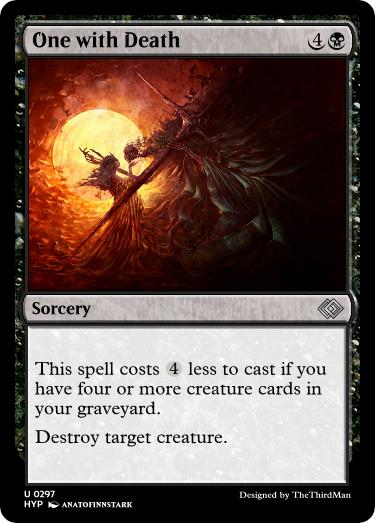 One with Death 4
Sorcery
This spell costs 4 less to cast if you
have four or more creature cards in
your graveyard.
Destroy target creature.
U 0297
HYP ANATOFINNSTARK
Designed by TheThirdMan